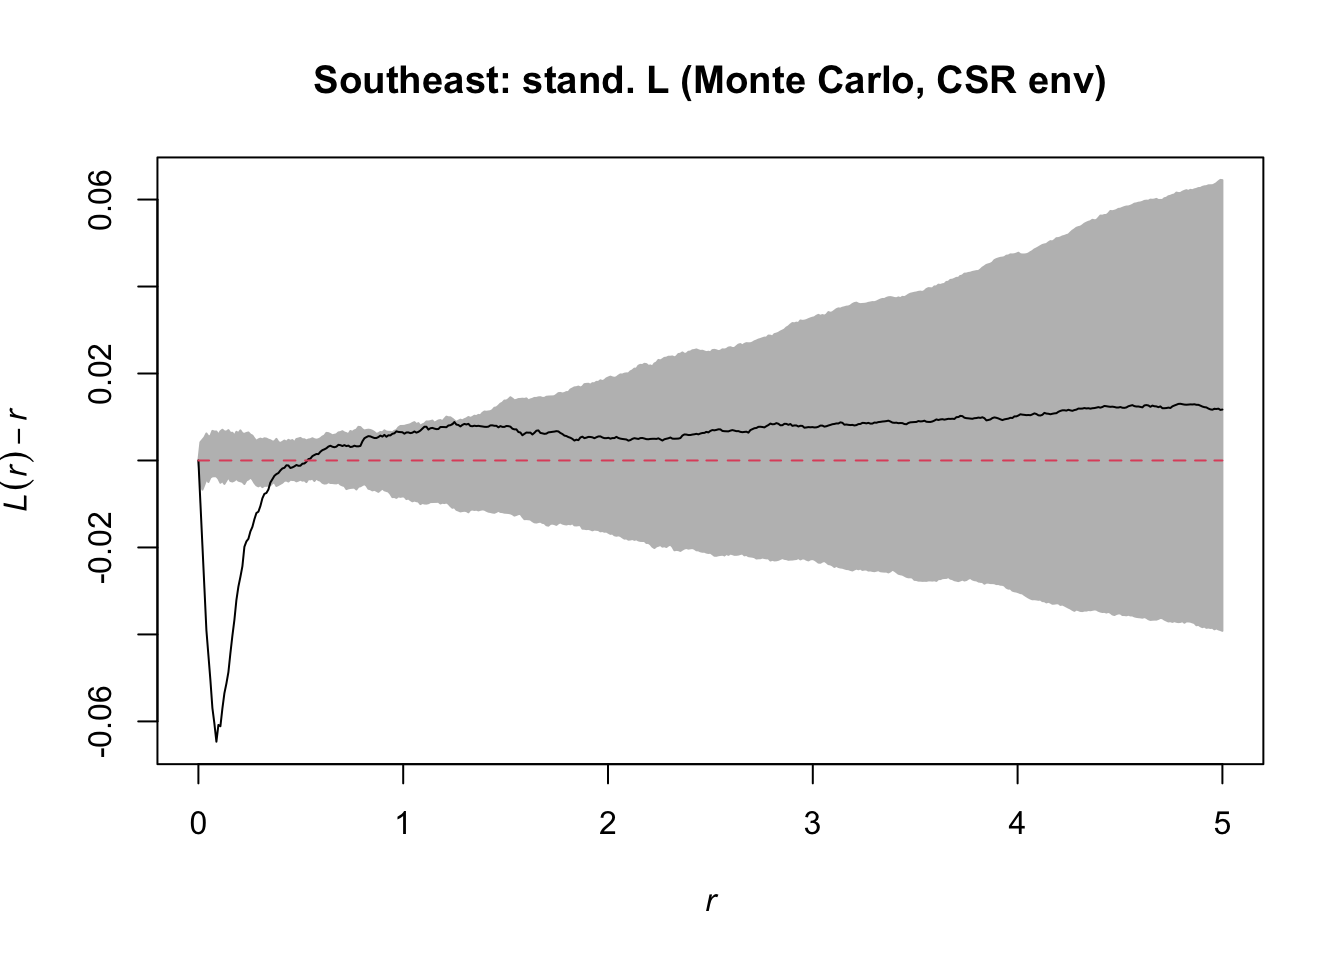 Southeast: stand. L (Monte Carlo, CSR env)
0.06
0.02
-0.02
-0.06
L(r) – r
0 1 2 3 4 5
r